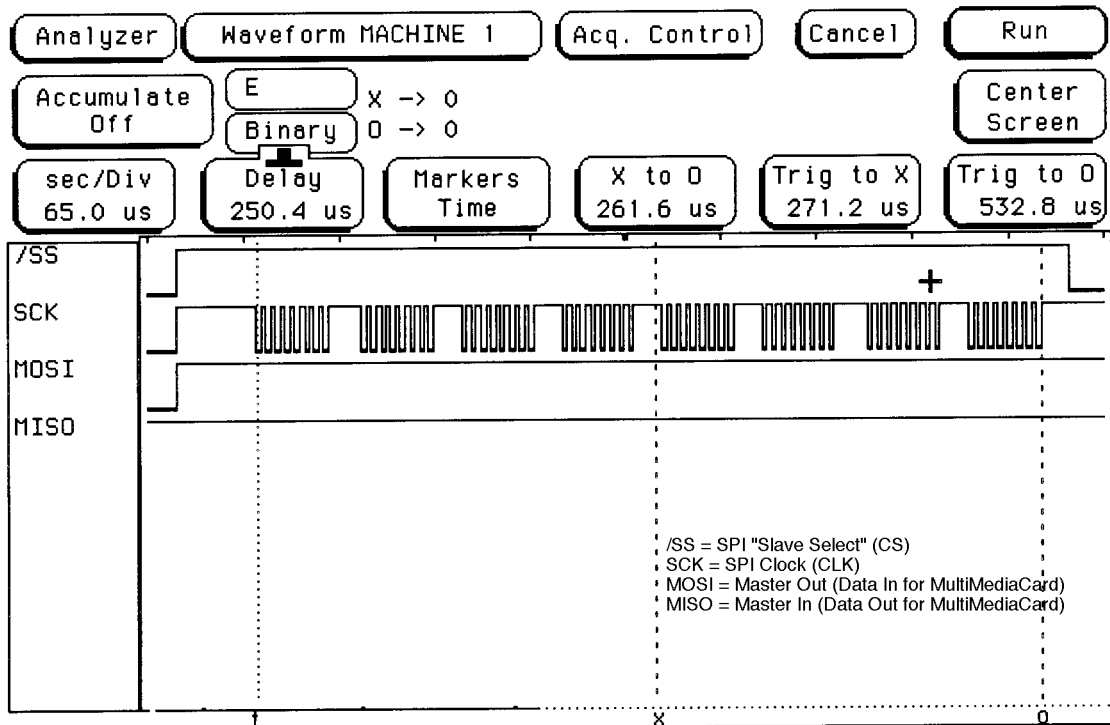 Analyzer Waveform MACHINE 1 Acq. Control Cancel Run
Accumulate Off
E
Binary
X -> 0
O -> 0
Center Screen
sec/Div
65.0 us
Delay
250.4 us
Markers
Time
X to O
261.6 us
Trig to X
271.2 us
Trig to O
532.8 us
/SS
SCK
MOSI
MISO
/SS = SPI "Slave Select" (CS)
SCK = SPI Clock (CLK)
MOSI = Master Out (Data In for MultiMediaCard)
MISO = Master In (Data Out for MultiMediaCard)
t X O